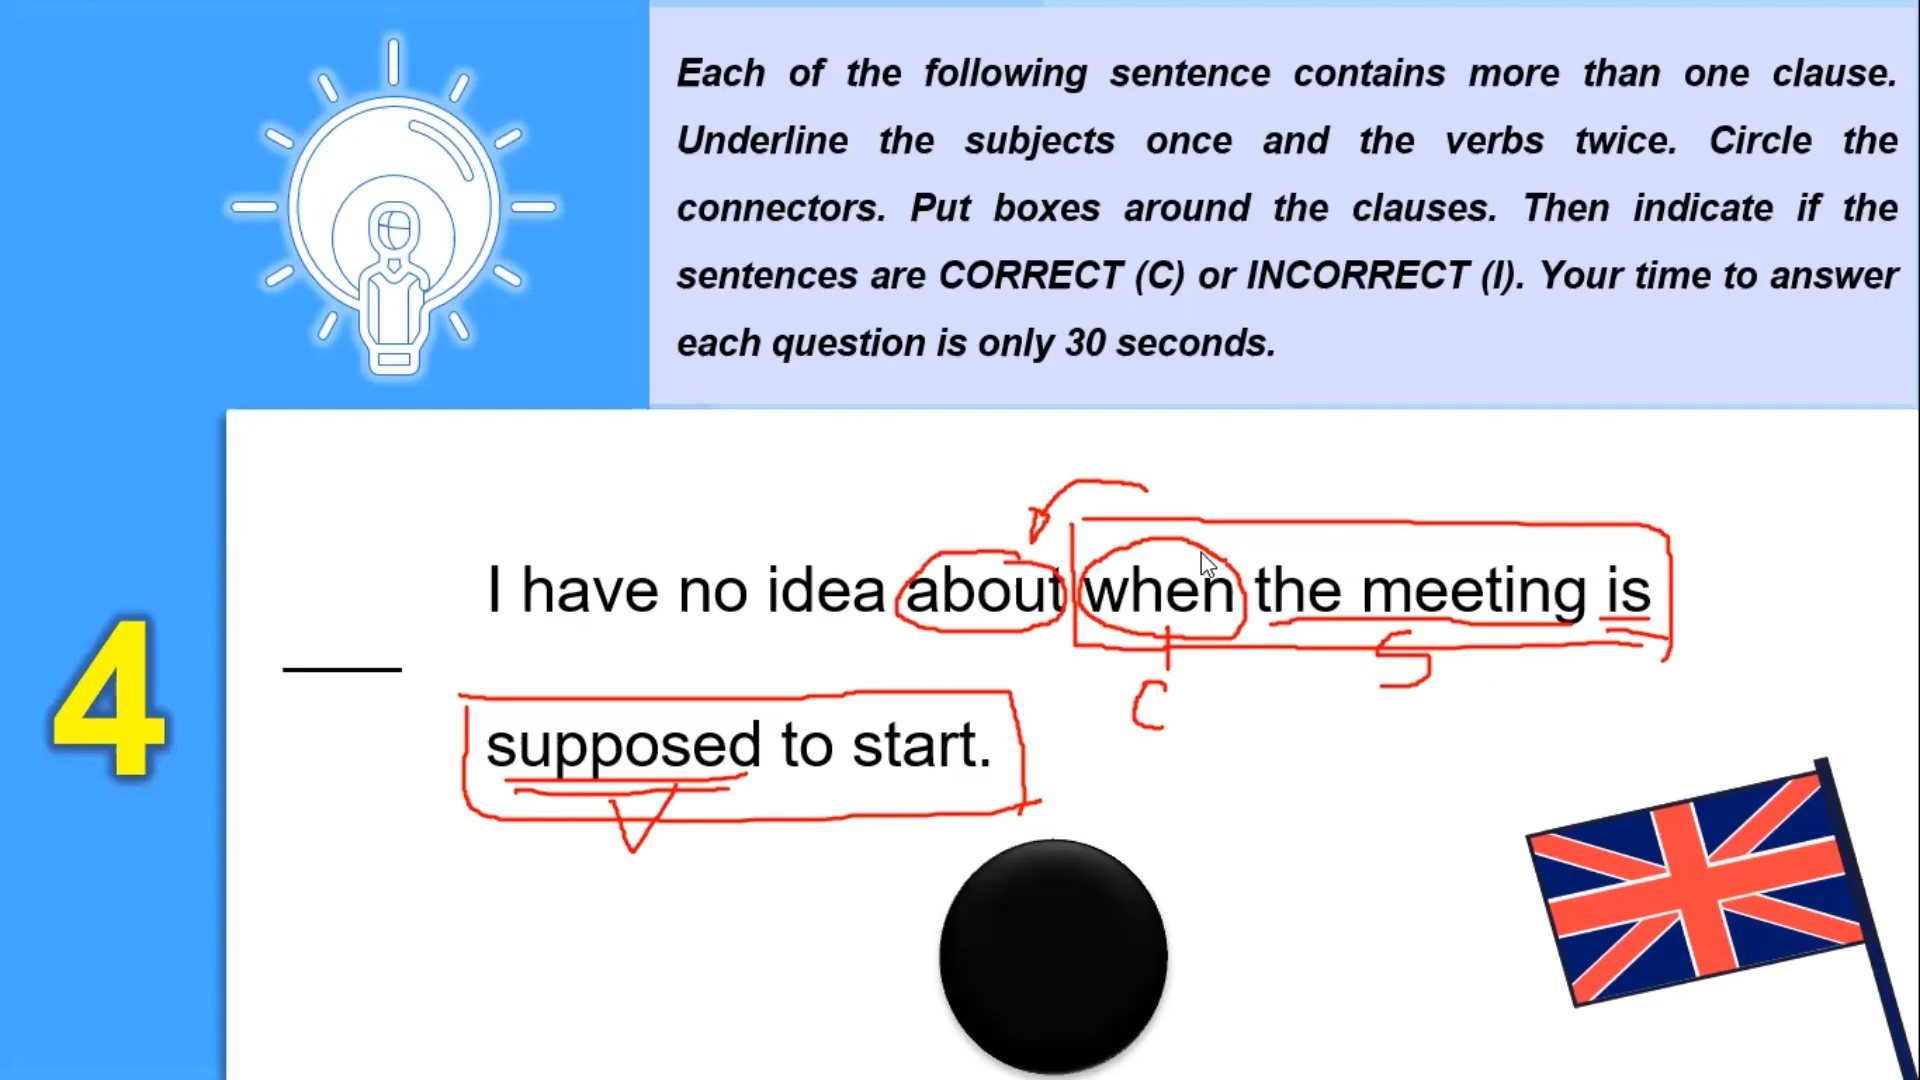 Each of the following sentence contains more than one clause.
Underline the subjects once and the verbs twice. Circle the
connectors. Put boxes around the clauses. Then indicate if the
sentences are CORRECT (C) or INCORRECT (I). Your time to answer
each question is only 30 seconds.
I have no idea about when the meeting is
C S
4
supposed to start.
V